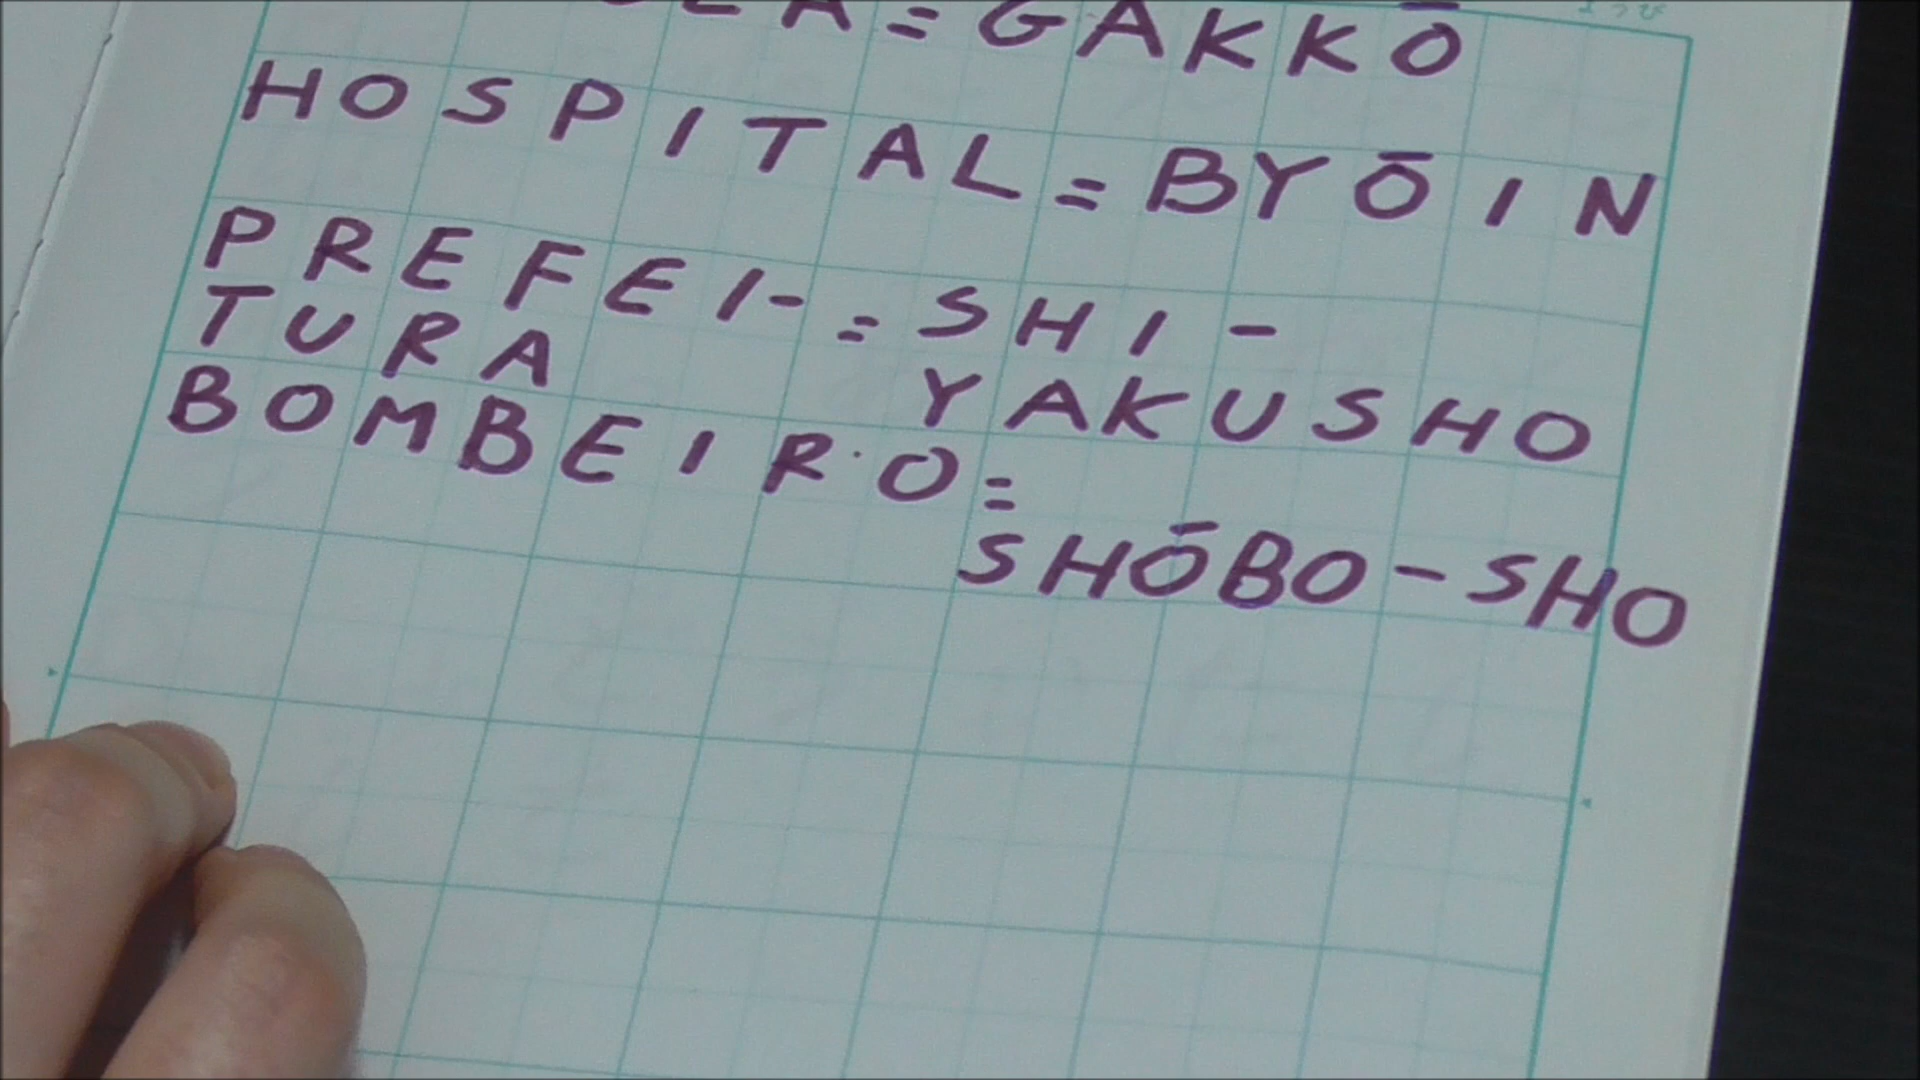 = GAKKŌ
HOSPITAL = BYŌIN
PREFEI- = SHI-
TURA YAKUSHO
BOMBEIRO =
SHŌBO-SHO